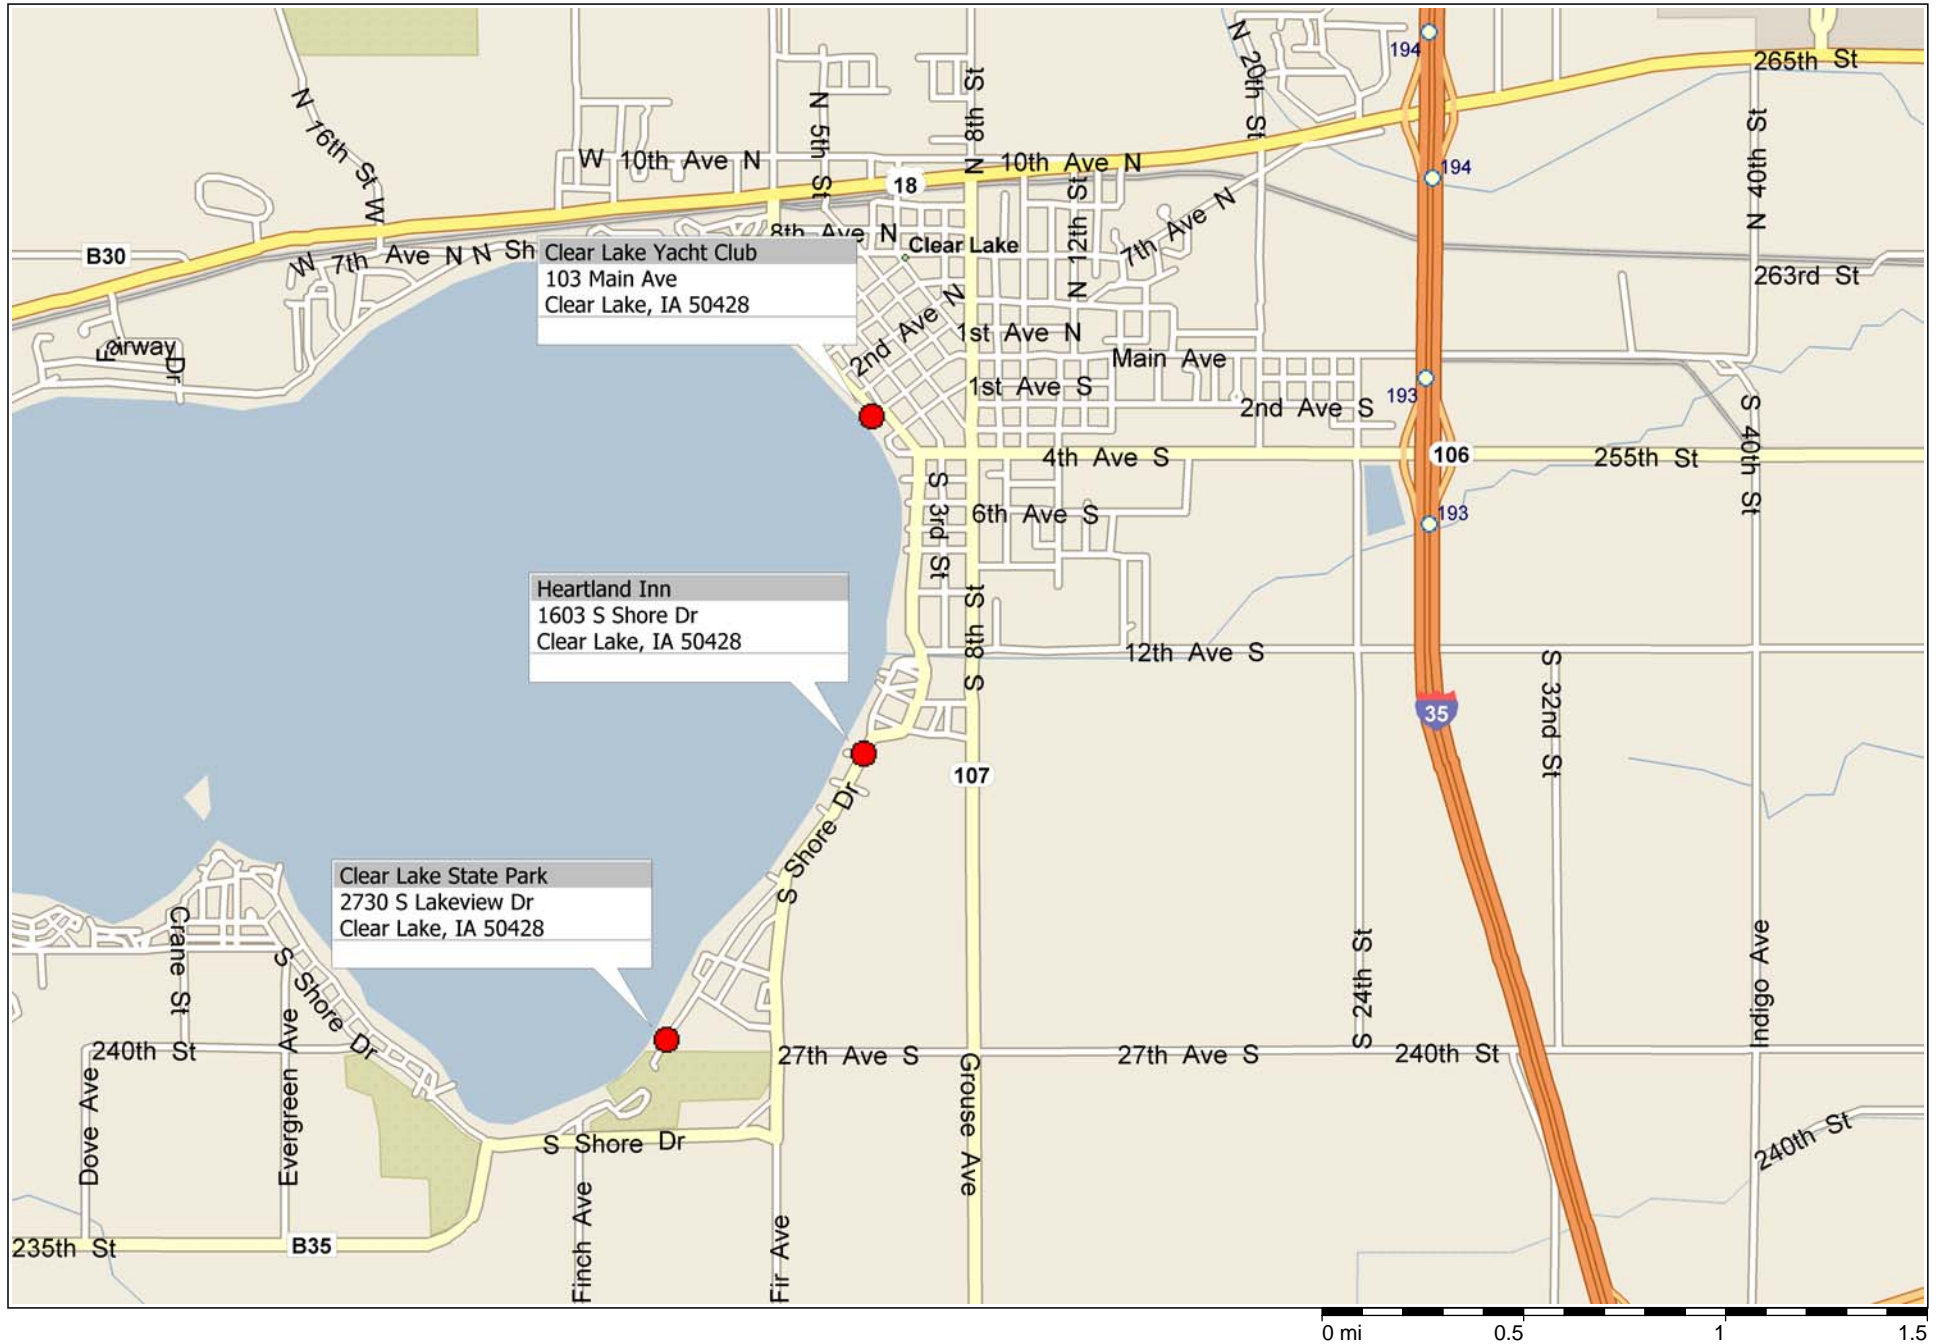 194
265th St
N 20th St
N 8th St
N 5th St
N 16th St W
W 10th Ave N
10th Ave N
18
194
N 40th St
N 12th St
7th Ave N
8th Ave N
Clear Lake
B30
W 7th Ave N
N Sh
263rd St
Clear Lake Yacht Club
103 Main Ave
Clear Lake, IA 50428
2nd Ave N
1st Ave N
Fairway Dr
Main Ave
1st Ave S
2nd Ave S
193
S 40th St
4th Ave S
106
255th St
S 3rd St
6th Ave S
193
Heartland Inn
1603 S Shore Dr
Clear Lake, IA 50428
S 8th St
12th Ave S
S 32nd St
35
107
S Shore Dr
Clear Lake State Park
2730 S Lakeview Dr
Clear Lake, IA 50428
Crane St
S Shore Dr
S 24th St
Indigo Ave
240th St
27th Ave S
27th Ave S
240th St
Dove Ave
Evergreen Ave
Grouse Ave
S Shore Dr
240th St
235th St
B35
Finch Ave
Fir Ave
0 mi
0.5
1
1.5